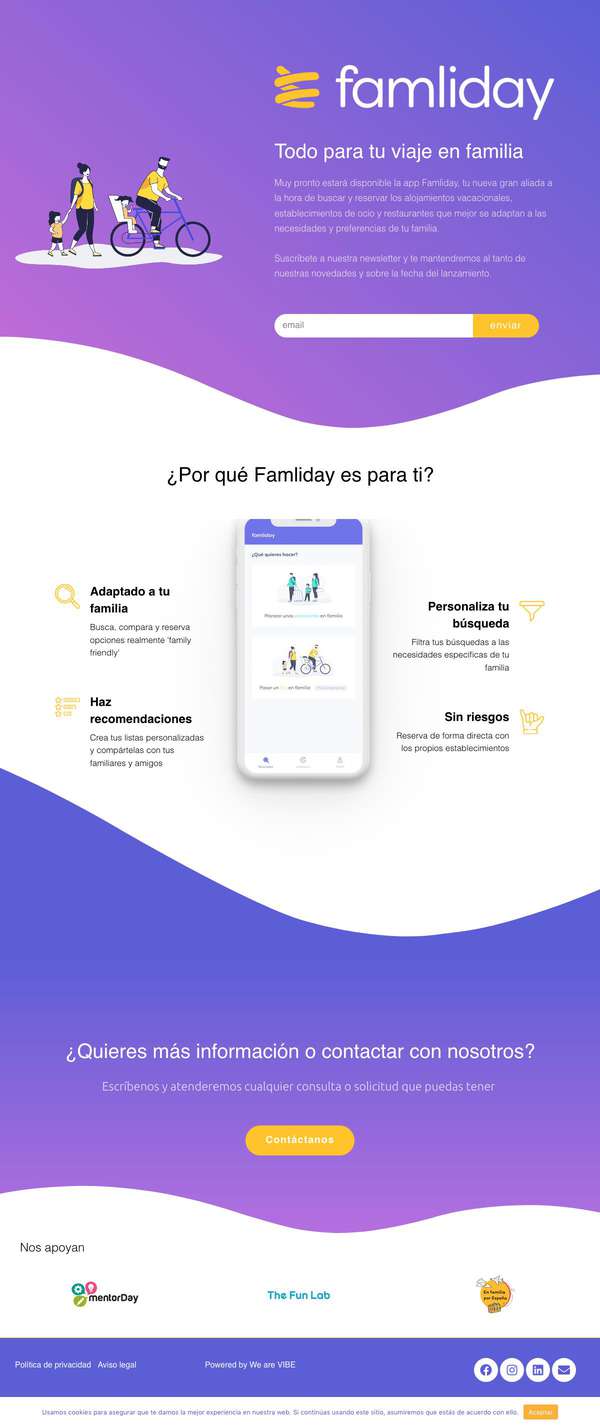 famliday
Todo para tu viaje en familia
Muy pronto estará disponible la app Famliday, tu nueva gran aliada a
la hora de buscar y reservar los alojamientos vacacionales,
establecimientos de ocio y restaurantes que mejor se adaptan a las
necesidades y preferencias de tu familia.
Suscríbete a nuestra newsletter y te mantendremos al tanto de
nuestras novedades y sobre la fecha del lanzamiento.
email
enviar
¿Por qué Famliday es para ti?
famliday
¿Qué quieres hacer?
Planear unas vacaciones en familia
Pasar un día en familia
Adaptado a tu
familia
Busca, compara y reserva
opciones realmente 'family
friendly'
Haz
recomendaciones
Crea tus listas personalizadas
y compártelas con tus
familiares y amigos
Personaliza tu
búsqueda
Filtra tus búsquedas a las
necesidades específicas de tu
familia
Sin riesgos
Reserva de forma directa con
los propios establecimientos
¿Quieres más información o contactar con nosotros?
Escríbenos y atenderemos cualquier consulta o solicitud que puedas tener
Contáctanos
Nos apoyan
mentorDay
The Fun Lab
En familia
por España
Política de privacidad Aviso legal
Powered by We are VIBE
Usamos cookies para asegurar que te damos la mejor experiencia en nuestra web. Si continúas usando este sitio, asumiremos que estás de acuerdo con ello.
Aceptar